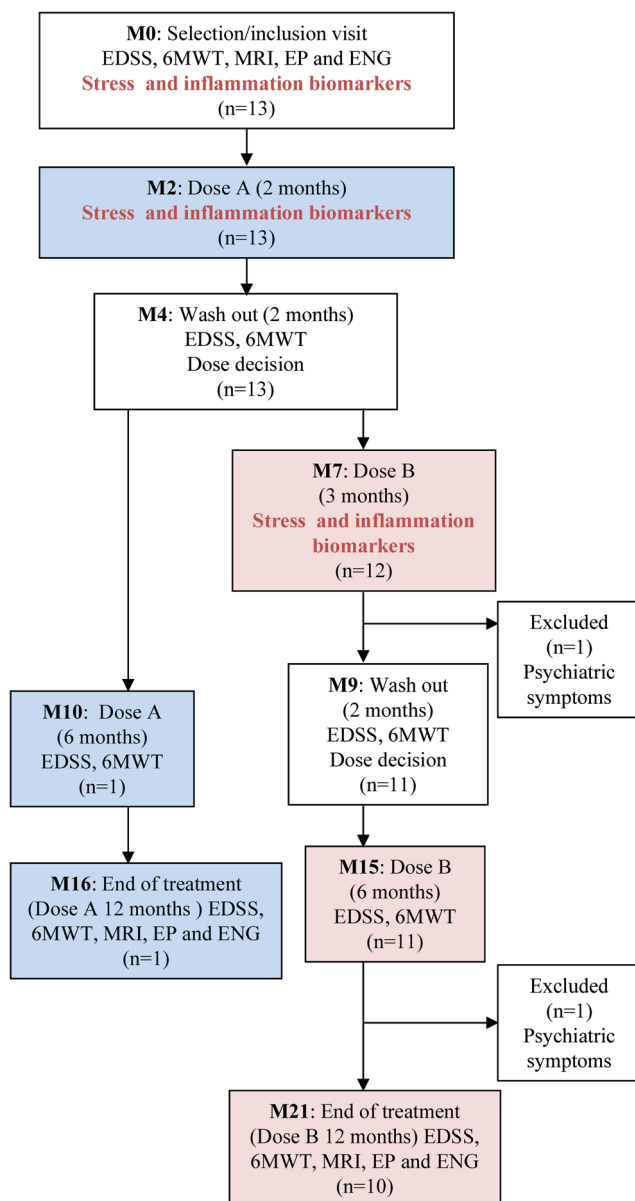 M0: Selection/inclusion visit
EDSS, 6MWT, MRI, EP and ENG
Stress and inflammation biomarkers
(n=13)
M2: Dose A (2 months)
Stress and inflammation biomarkers
(n=13)
M4: Wash out (2 months)
EDSS, 6MWT
Dose decision
(n=13)
M7: Dose B
(3 months)
Stress and inflammation
biomarkers
(n=12)
Excluded
(n=1)
Psychiatric
symptoms
M9: Wash out
(2 months)
EDSS, 6MWT
Dose decision
(n=11)
M10: Dose A
(6 months)
EDSS, 6MWT
(n=1)
M16: End of treatment
(Dose A 12 months ) EDSS,
6MWT, MRI, EP and ENG
(n=1)
M15: Dose B
(6 months)
EDSS, 6MWT
(n=11)
Excluded
(n=1)
Psychiatric
symptoms
M21: End of treatment
(Dose B 12 months) EDSS,
6MWT, MRI, EP and ENG
(n=10)